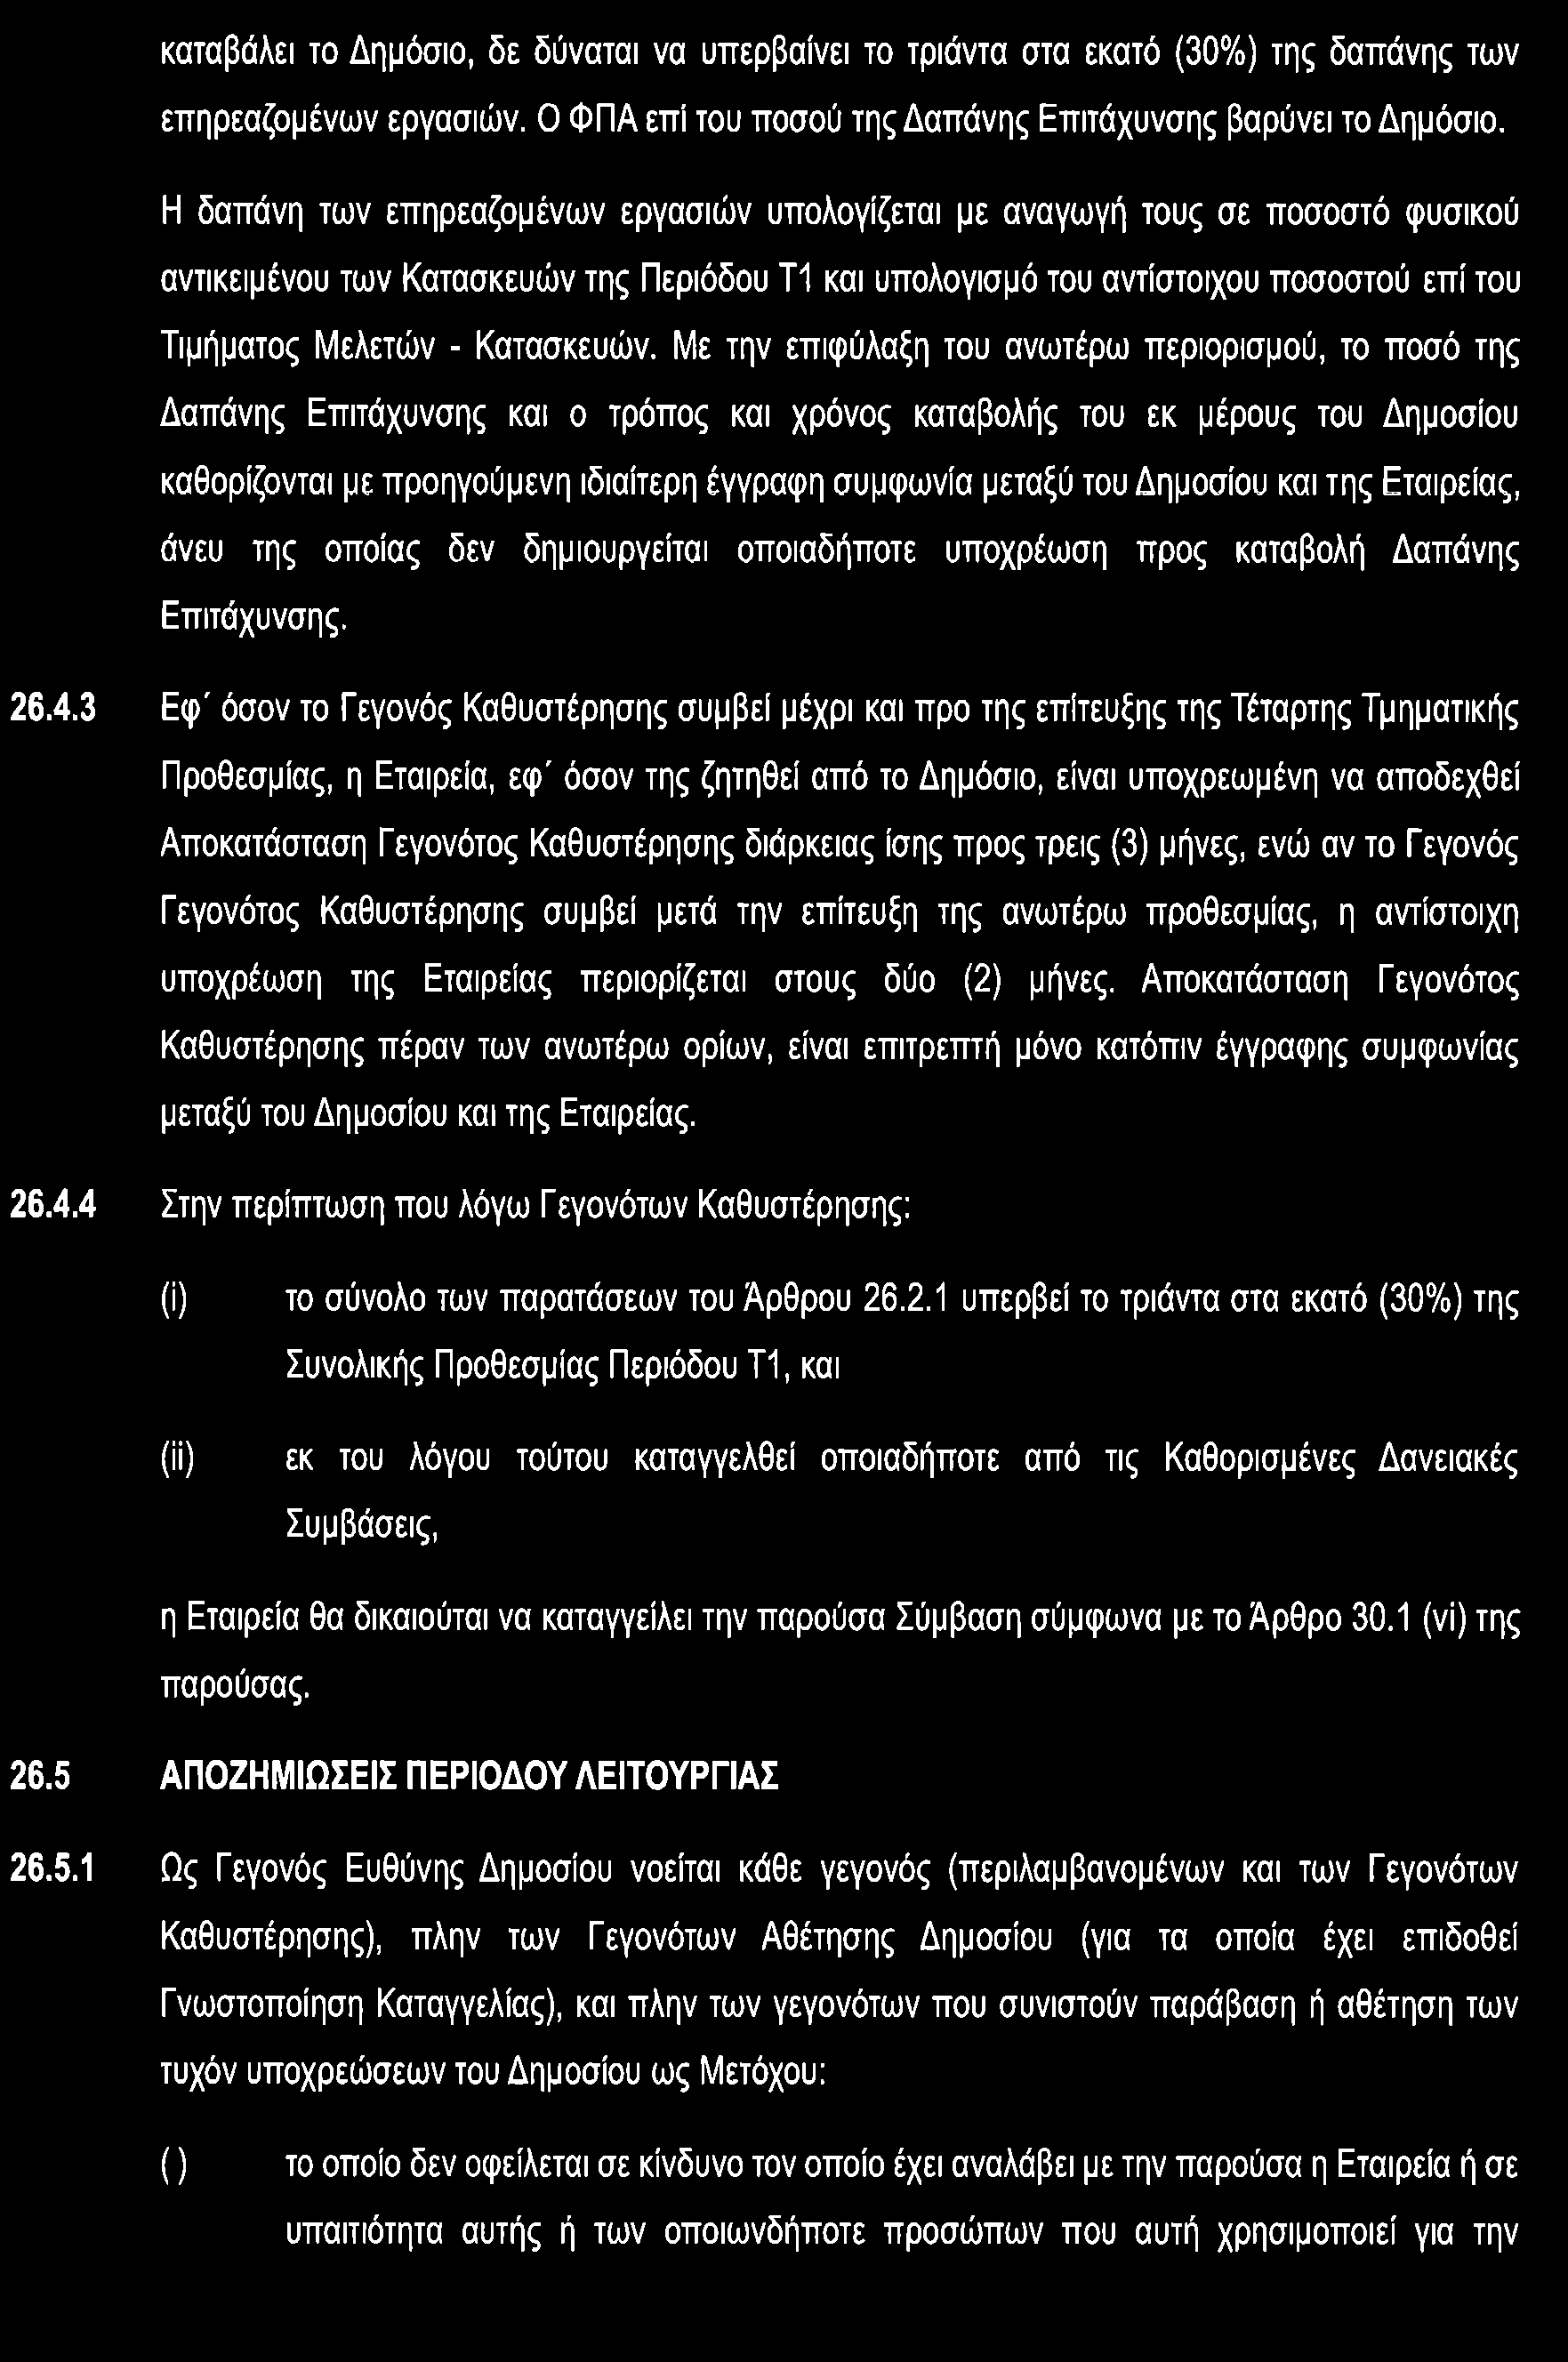 καταβάλει το Δημόσιο, δε δύναται να υπερβαίνει το τριάντα στα εκατό (30%) της δαπάνης των
επηρεαζομένων εργασιών. Ο ΦΠΑ επί του ποσού της Δαπάνης Επιτάχυνσης βαρύνει το Δημόσιο.
Η δαπάνη των επηρεαζομένων εργασιών υπολογίζεται με αναγωγή τους σε ποσοστό φυσικού
αντικειμένου των Κατασκευών της Περιόδου Τ1 και υπολογισμό του αντίστοιχου ποσοστού επί του
Τιμήματος Μελετών - Κατασκευών. Με την επιφύλαξη του ανωτέρω περιορισμού, το ποσό της
Δαπάνης Επιτάχυνσης και ο τρόπος και χρόνος καταβολής του εκ μέρους του Δημοσίου
καθορίζονται με προηγούμενη ιδιαίτερη έγγραφη συμφωνία μεταξύ του Δημοσίου και της Εταιρείας,
άνευ της οποίας δεν δημιουργείται οποιαδήποτε υποχρέωση προς καταβολή Δαπάνης
Επιτάχυνσης.
26.4.3 Εφ΄ όσον το Γεγονός Καθυστέρησης συμβεί μέχρι και προ της επίτευξης της Τέταρτης Τμηματικής
Προθεσμίας, η Εταιρεία, εφ΄ όσον της ζητηθεί από το Δημόσιο, είναι υποχρεωμένη να αποδεχθεί
Αποκατάσταση Γεγονότος Καθυστέρησης διάρκειας ίσης προς τρεις (3) μήνες, ενώ αν το Γεγονός
Γεγονότος Καθυστέρησης συμβεί μετά την επίτευξη της ανωτέρω προθεσμίας, η αντίστοιχη
υποχρέωση της Εταιρείας περιορίζεται στους δύο (2) μήνες. Αποκατάσταση Γεγονότος
Καθυστέρησης πέραν των ανωτέρω ορίων, είναι επιτρεπτή μόνο κατόπιν έγγραφης συμφωνίας
μεταξύ του Δημοσίου και της Εταιρείας.
26.4.4 Στην περίπτωση που λόγω Γεγονότων Καθυστέρησης:
(i) το σύνολο των παρατάσεων του Άρθρου 26.2.1 υπερβεί το τριάντα στα εκατό (30%) της
Συνολικής Προθεσμίας Περιόδου Τ1, και
(ii) εκ του λόγου τούτου καταγγελθεί οποιαδήποτε από τις Καθορισμένες Δανειακές
Συμβάσεις,
η Εταιρεία θα δικαιούται να καταγγείλει την παρούσα Σύμβαση σύμφωνα με το Άρθρο 30.1 (vi) της
παρούσας.
26.5 ΑΠΟΖΗΜΙΩΣΕΙΣ ΠΕΡΙΟΔΟΥ ΛΕΙΤΟΥΡΓΙΑΣ
26.5.1 Ως Γεγονός Ευθύνης Δημοσίου νοείται κάθε γεγονός (περιλαμβανομένων και των Γεγονότων
Καθυστέρησης), πλην των Γεγονότων Αθέτησης Δημοσίου (για τα οποία έχει επιδοθεί
Γνωστοποίηση Καταγγελίας), και πλην των γεγονότων που συνιστούν παράβαση ή αθέτηση των
τυχόν υποχρεώσεων του Δημοσίου ως Μετόχου:
() το οποίο δεν οφείλεται σε κίνδυνο τον οποίο έχει αναλάβει με την παρούσα η Εταιρεία ή σε
υπαιτιότητα αυτής ή των οποιωνδήποτε προσώπων που αυτή χρησιμοποιεί για την